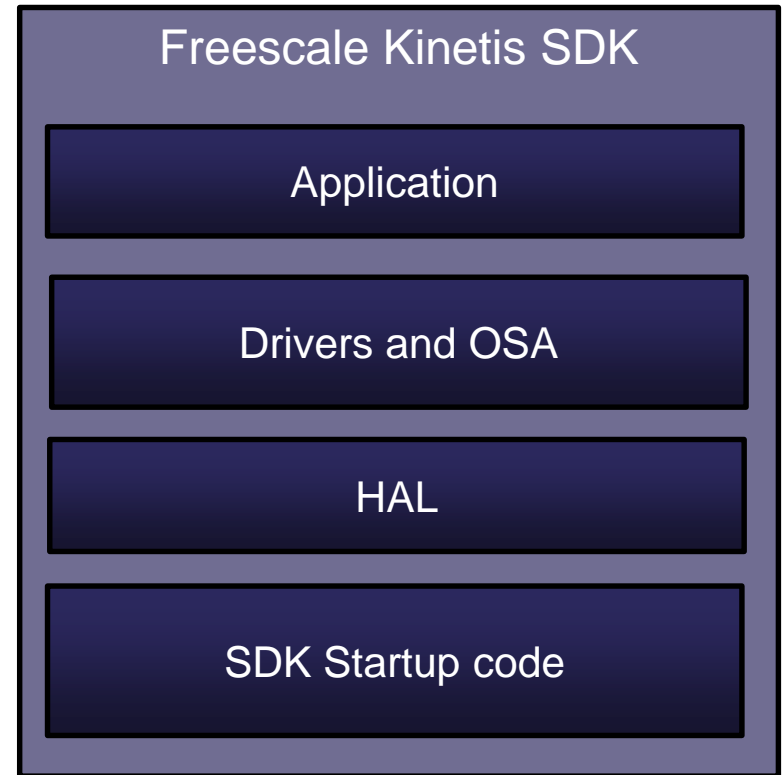 Freescale Kinetis SDK
Application
Drivers and OSA
HAL
SDK Startup code